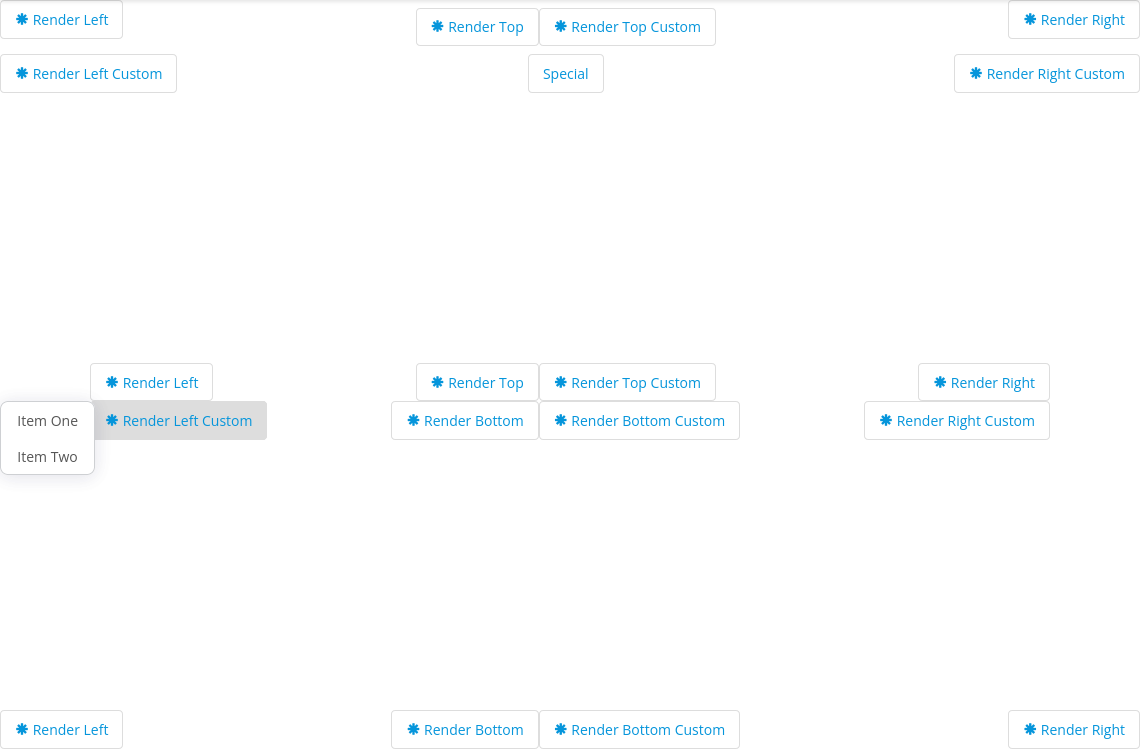 Render Left
Render Top
Render Top Custom
Render Right
Render Left Custom
Special
Render Right Custom
Render Left
Render Top
Render Top Custom
Render Right
Item One
Render Left Custom
Render Bottom
Render Bottom Custom
Render Right Custom
Item Two
Render Left
Render Bottom
Render Bottom Custom
Render Right